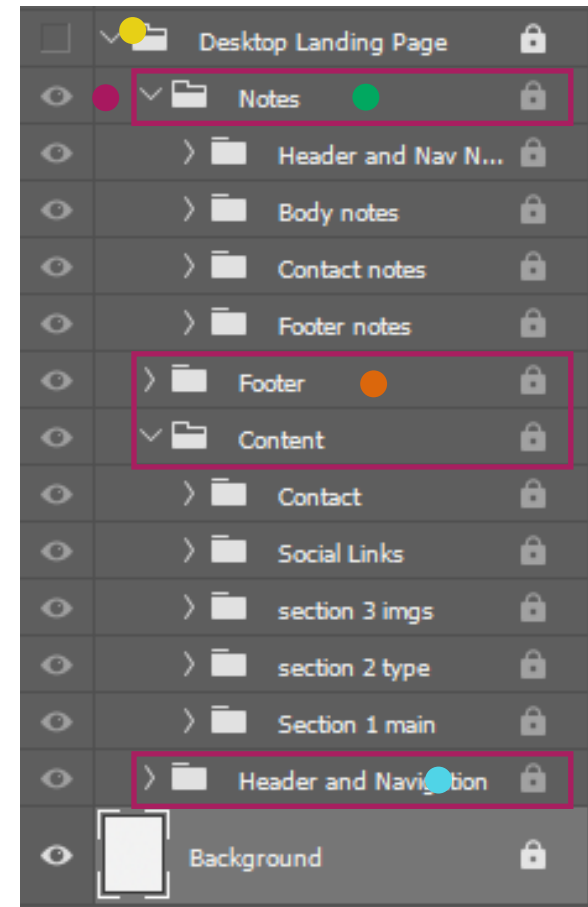 Desktop Landing Page
Notes
Header and Nav N...
Body notes
Contact notes
Footer notes
Footer
Content
Contact
Social Links
section 3 imgs
section 2 type
Section 1 main
Header and Navigation
Background